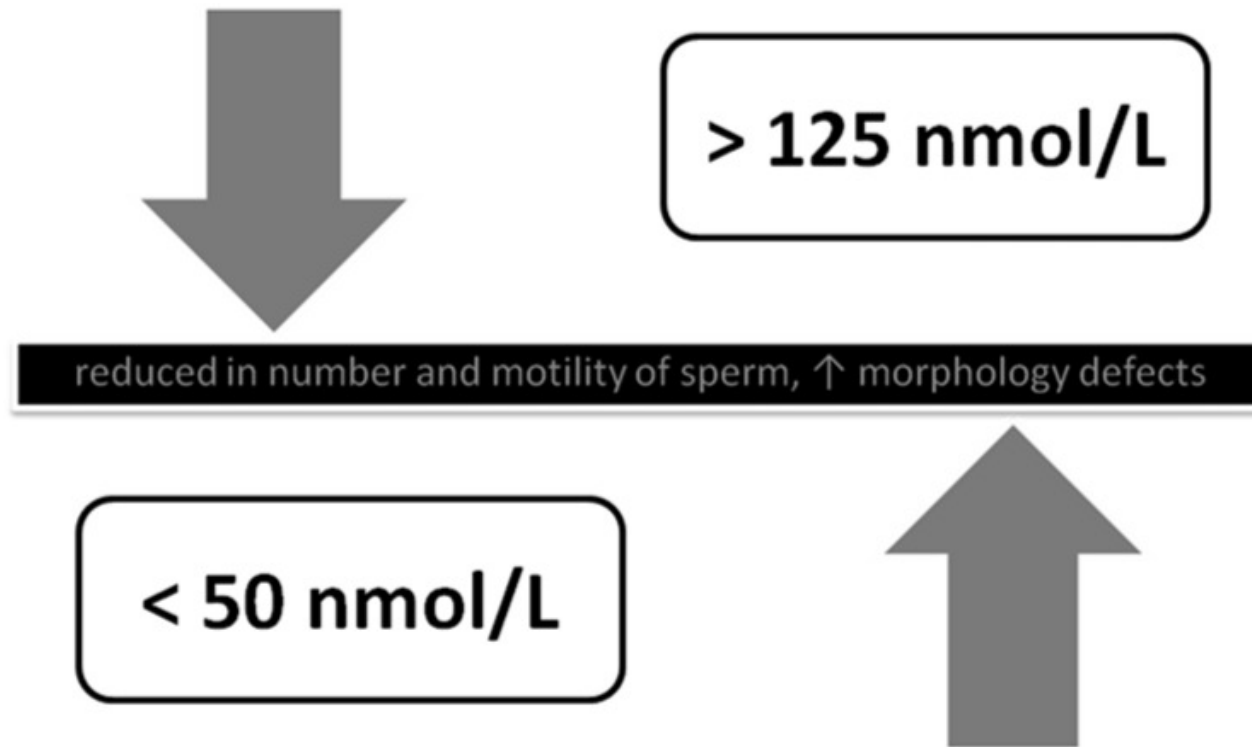 > 125 nmol/L
reduced in number and motility of sperm, ↑ morphology defects
< 50 nmol/L